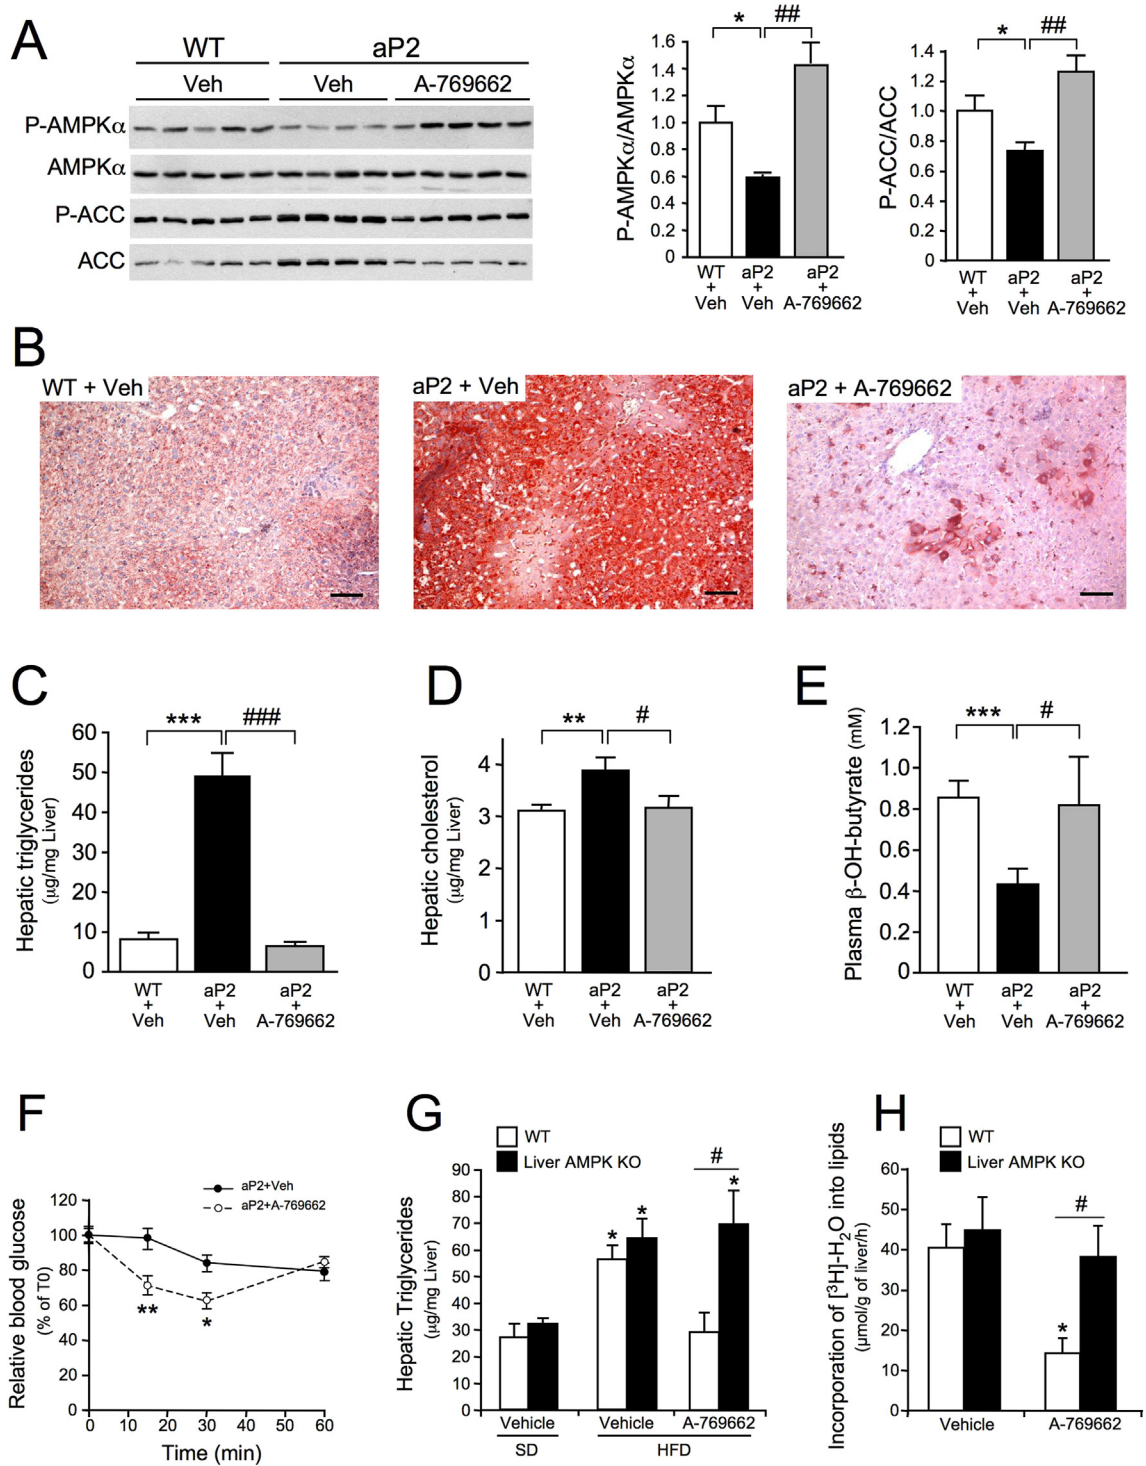 A
WT
aP2
Veh
Veh
A-769662
P-AMPKα
AMPKα
P-ACC
ACC
P-AMPKα/AMPKα
1.6
1.4
1.2
1.0
0.8
0.6
0.4
0.2
0
*
##
WT
+
Veh
aP2
+
Veh
aP2
+
A-769662
P-ACC/ACC
1.4
1.2
1.0
0.8
0.6
0.4
0.2
0
*
##
WT
+
Veh
aP2
+
Veh
aP2
+
A-769662
B
WT + Veh
aP2 + Veh
aP2 + A-769662
C
Hepatic triglycerides
(µg/mg Liver)
60
50
40
30
20
10
0
***
###
WT
+
Veh
aP2
+
Veh
aP2
+
A-769662
D
Hepatic cholesterol
(µg/mg Liver)
4
3
2
1
0
**
#
WT
+
Veh
aP2
+
Veh
aP2
+
A-769662
E
Plasma β-OH-butyrate (mM)
1.2
1.0
0.8
0.6
0.4
0.2
0
***
#
WT
+
Veh
aP2
+
Veh
aP2
+
A-769662
F
Relative blood glucose
(% of T0)
aP2+Veh
aP2+A-769662
120
100
80
60
40
20
0
**
*
0
10
20
30
40
50
60
Time (min)
G
WT
Liver AMPK KO
Hepatic Triglycerides
(µg/mg Liver)
90
80
70
60
50
40
30
20
10
0
*
*
#
*
Vehicle
Vehicle
A-769662
SD
HFD
H
WT
Liver AMPK KO
Incorporation of [³H]-H₂O into lipids
(µmol/g of liver/h)
60
50
40
30
20
10
0
*
#
Vehicle
A-769662